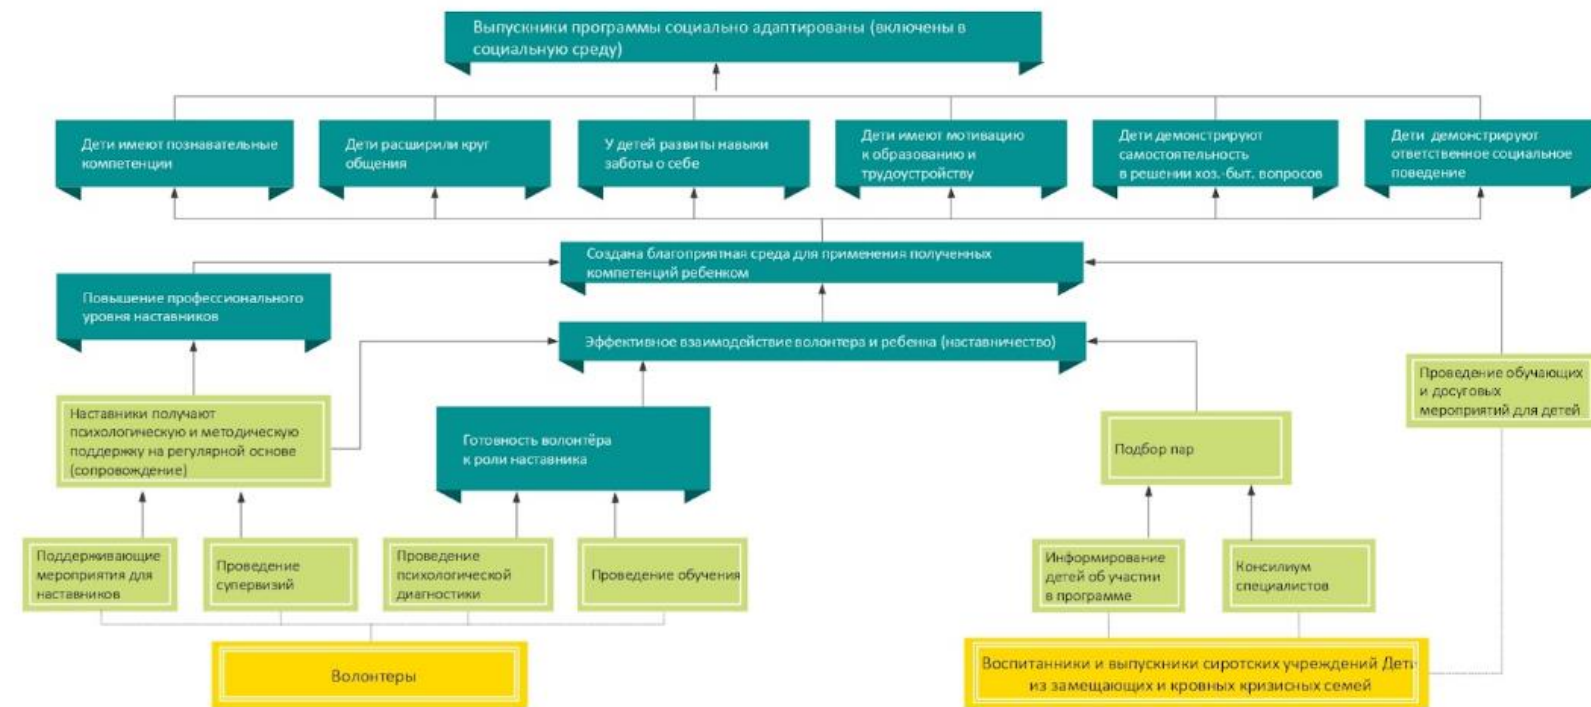 Выпускники программы социально адаптированы (включены в
социальную среду)
Дети имеют познавательные
компетенции
Дети расширили круг
общения
У детей развиты навыки
заботы о себе
Дети имеют мотивацию
к образованию и
трудоустройству
Дети демонстрируют
самостоятельность
в решении хоз.-быт. вопросов
Дети демонстрируют
ответственное социальное
поведение
Создана благоприятная среда для применения полученных
компетенций ребенком
Повышение профессионального
уровня наставников
Эффективное взаимодействие волонтера и ребенка (наставничество)
Проведение обучающих
и досуговых
мероприятий для детей
Наставники получают
психологическую и методическую
поддержку на регулярной основе
(сопровождение)
Готовность волонтёра
к роли наставника
Подбор пар
Поддерживающие
мероприятия для
наставников
Проведение
супервизий
Проведение
психологической
диагностики
Проведение обучения
Информирование
детей об участии
в программе
Консилиум
специалистов
Волонтеры
Воспитанники и выпускники сиротских учреждений Дети
из замещающих и кровных кризисных семей